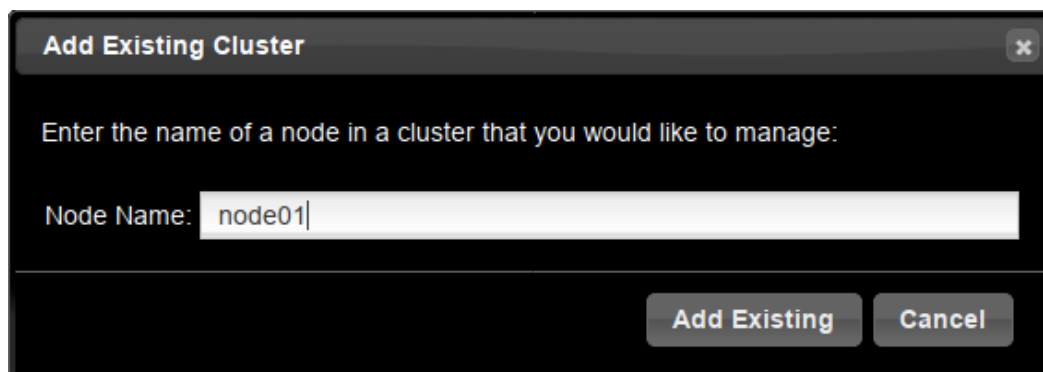 Add Existing Cluster
Enter the name of a node in a cluster that you would like to manage:
Node Name: node01
Add Existing Cancel